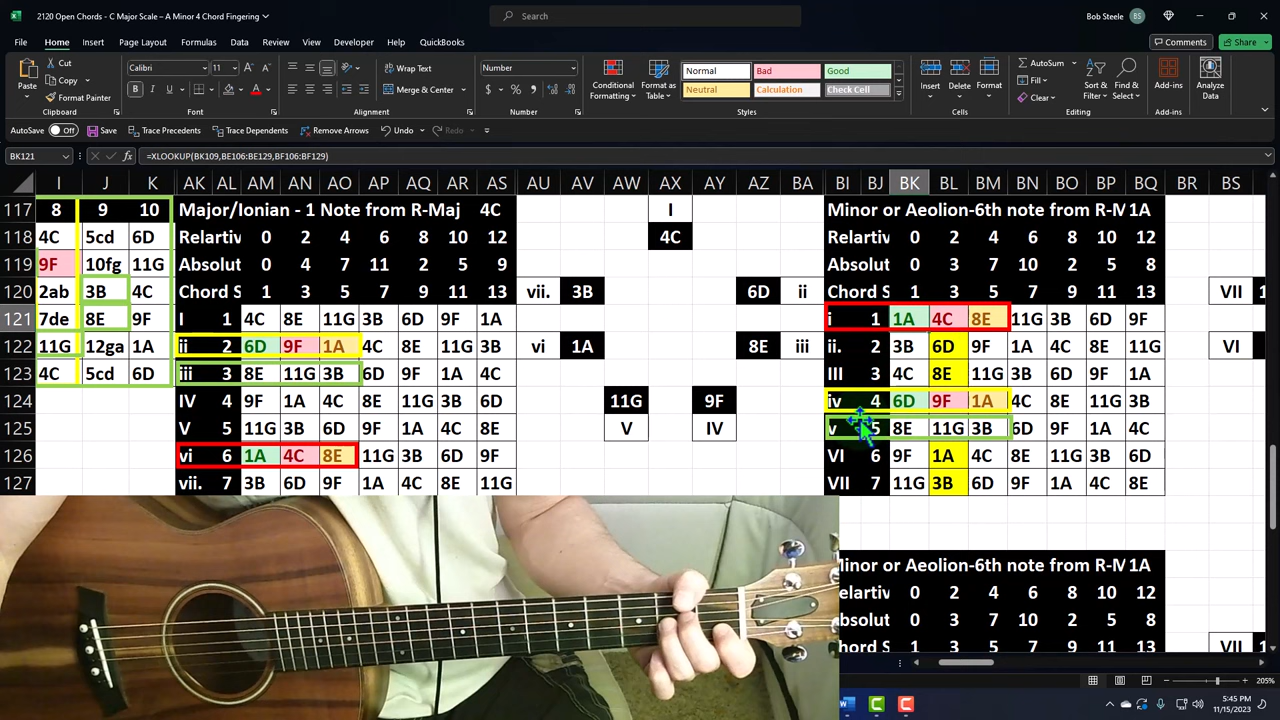 2120 Open Chords - C Major Scale – A Minor 4 Chord Fingering
Search
Bob Steele BS
File Home Insert Page Layout Formulas Data Review View Developer Help QuickBooks
Comments Share
Paste
Cut
Copy
Format Painter
Clipboard
Calibri 11
Font
Wrap Text
Merge & Center
Alignment
Number
Number
Conditional Formatting
Format as Table
Normal Bad Good
Neutral Calculation Check Cell
Styles
Insert Delete Format
Cells
AutoSum
Fill
Clear
Sort & Filter
Find & Select
Editing
Add-ins
Add-ins
Analyze Data
AutoSave Off Save Trace Precedents Trace Dependents Remove Arrows Undo Redo
BK121 fx =XLOOKUP(BK109,BE106:BE129,BF106:BF129)
I J K AK AL AM AN AO AP AQ AR AS AU AV AW AX AY AZ BA BI BJ BK BL BM BN BO BP BQ BR BS
117 8 9 10 Major/Ionian - 1 Note from R-Maj 4C I Minor or Aeolion-6th note from R-M 1A
118 4C 5cd 6D Relartiv 0 2 4 6 8 10 12 4C Relartiv 0 2 4 6 8 10 12
119 9F 10fg 11G Absolut 0 4 7 11 2 5 9 Absolut 0 3 7 10 2 5 8
120 2ab 3B 4C Chord S 1 3 5 7 9 11 13 vii. 3B 6D ii Chord S 1 3 5 7 9 11 13 VII
121 7de 8E 9F I 1 4C 8E 11G 3B 6D 9F 1A i 1 1A 4C 8E 11G 3B 6D 9F
122 11G 12ga 1A ii 2 6D 9F 1A 4C 8E 11G 3B vi 1A 8E iii ii. 2 3B 6D 9F 1A 4C 8E 11G VI
123 4C 5cd 6D iii 3 8E 11G 3B 6D 9F 1A 4C III 3 4C 8E 11G 3B 6D 9F 1A
124 IV 4 9F 1A 4C 8E 11G 3B 6D 11G 9F iv 4 6D 9F 1A 4C 8E 11G 3B
125 V 5 11G 3B 6D 9F 1A 4C 8E V IV v 5 8E 11G 3B 6D 9F 1A 4C
126 vi 6 1A 4C 8E 11G 3B 6D 9F VI 6 9F 1A 4C 8E 11G 3B 6D
127 vii. 7 3B 6D 9F 1A 4C 8E 11G VII 7 11G 3B 6D 9F 1A 4C 8E
Minor or Aeolion-6th note from R-M 1A
Relartiv 0 2 4 6 8 10 12
Absolut 0 3 7 10 2 5 8
Chord S 1 3 5 7 9 11 13 VII
205%
5:45 PM
11/15/2023